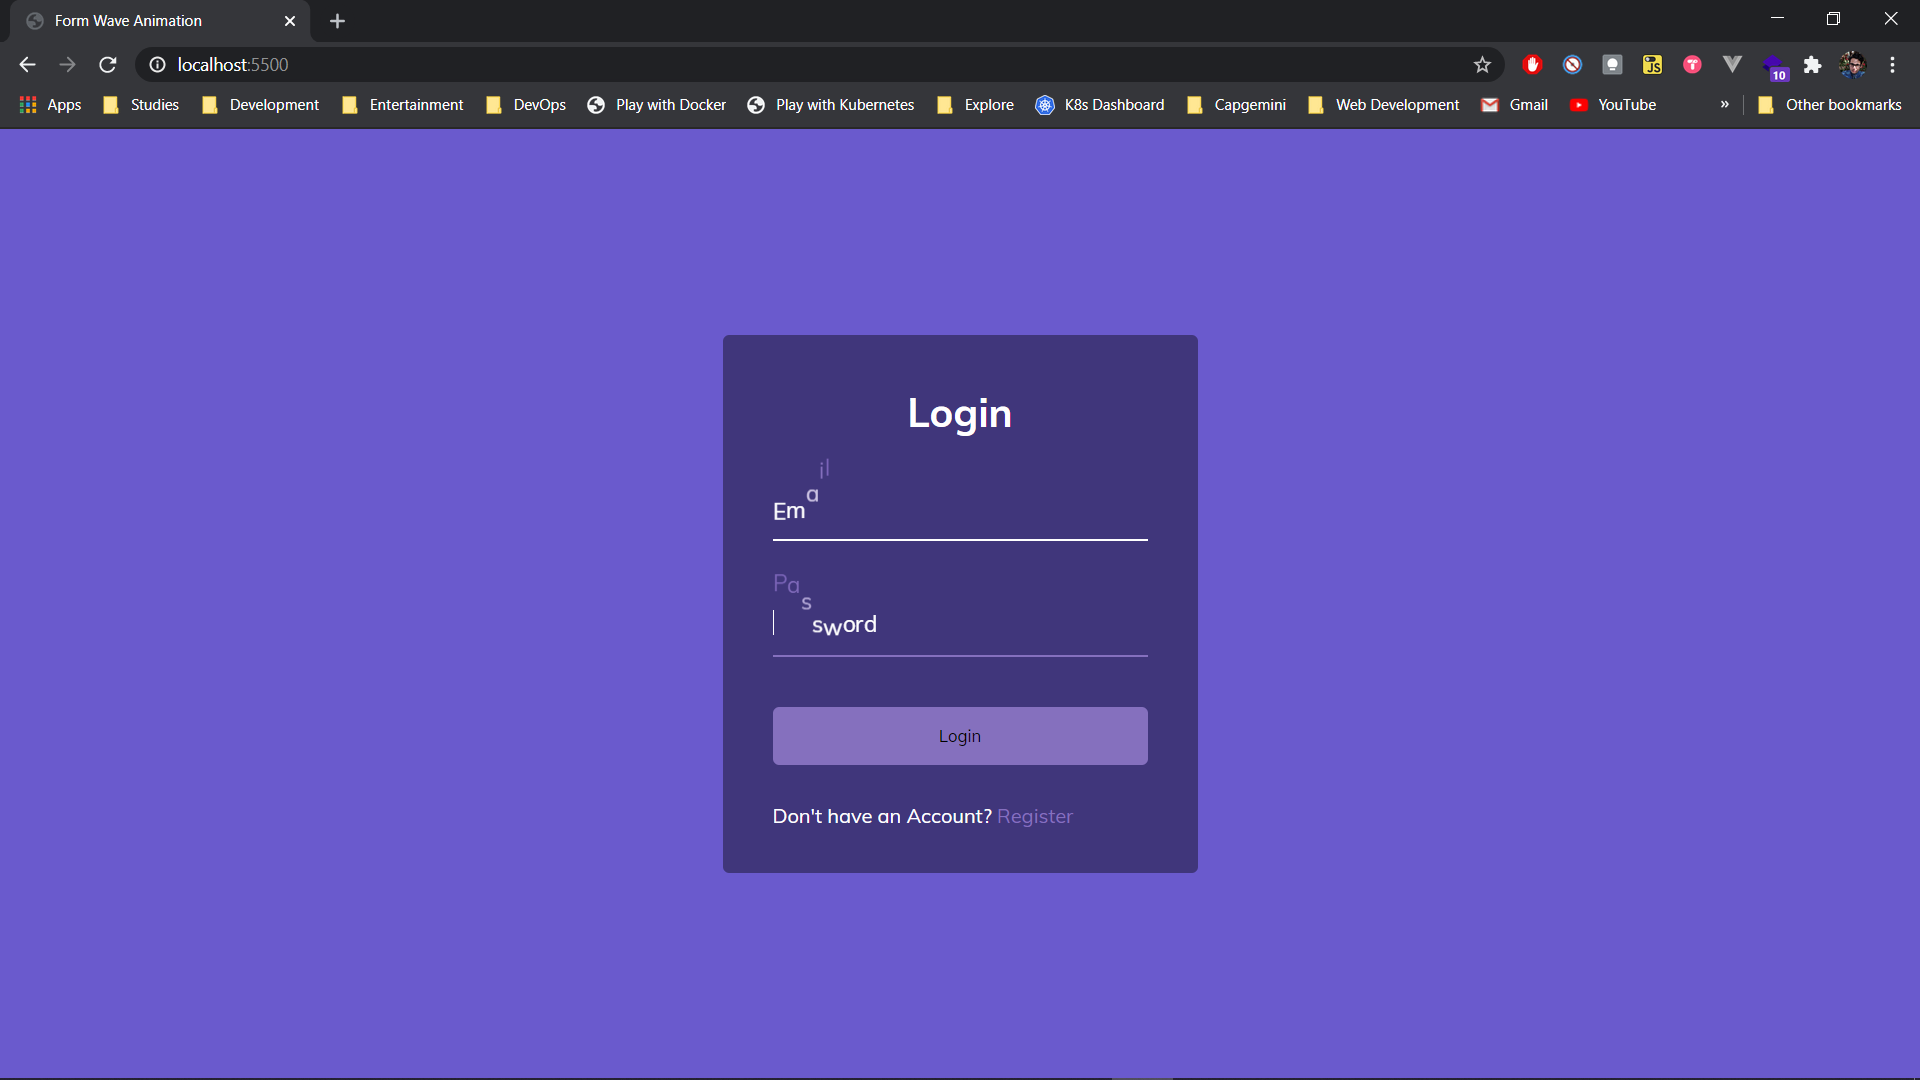 Form Wave Animation
localhost:5500
10
Apps Studies Development Entertainment DevOps Play with Docker Play with Kubernetes Explore K8s Dashboard Capgemini Web Development Gmail YouTube » Other bookmarks
Login
Email
Password
Login
Don't have an Account? Register